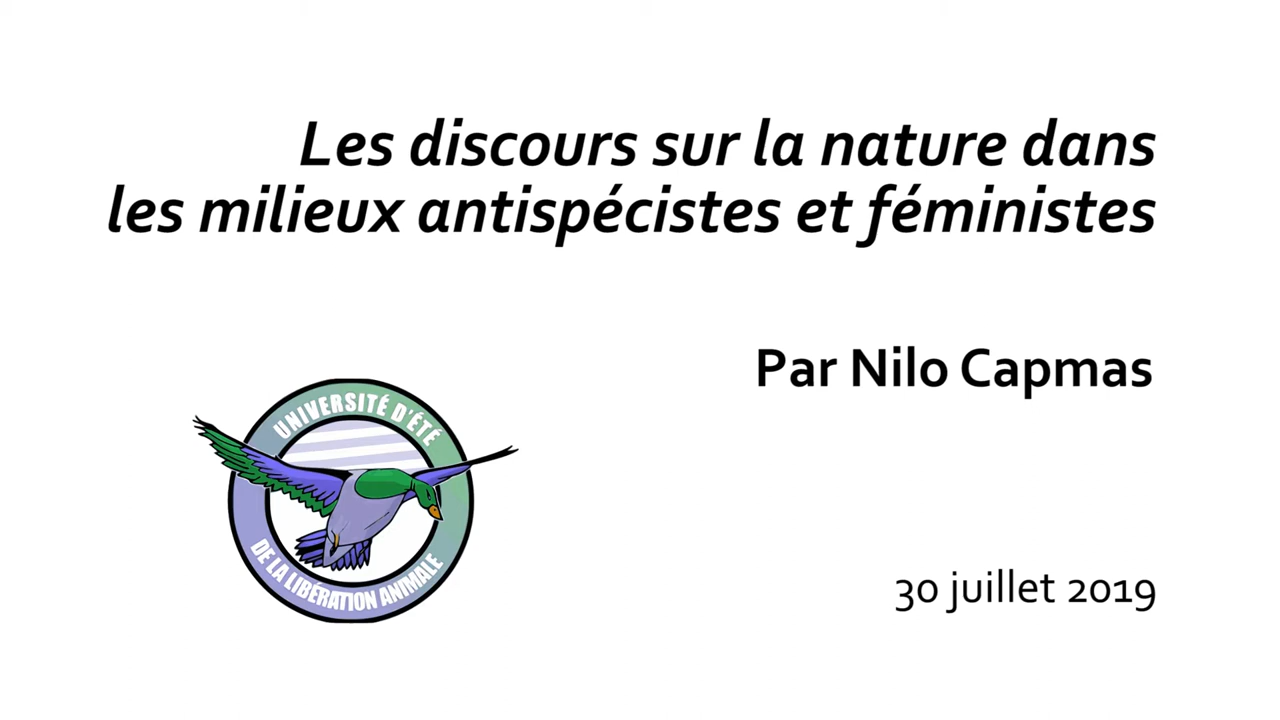 Les discours sur la nature dans
les milieux antispécistes et féministes
Par Nilo Capmas
UNIVERSITÉ D'ÉTÉ
DE LA LIBÉRATION ANIMALE
30 juillet 2019